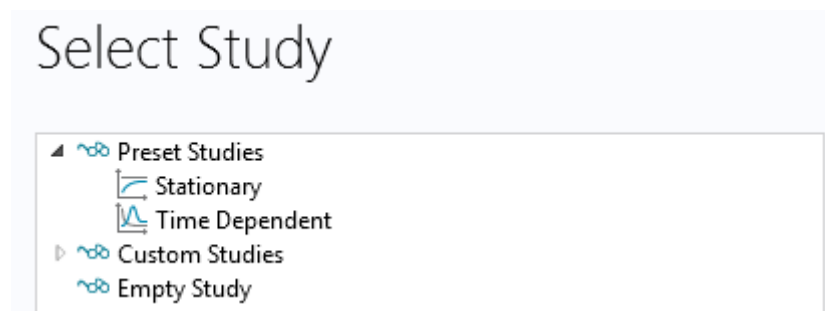 Select Study
Preset Studies
Stationary
Time Dependent
Custom Studies
Empty Study